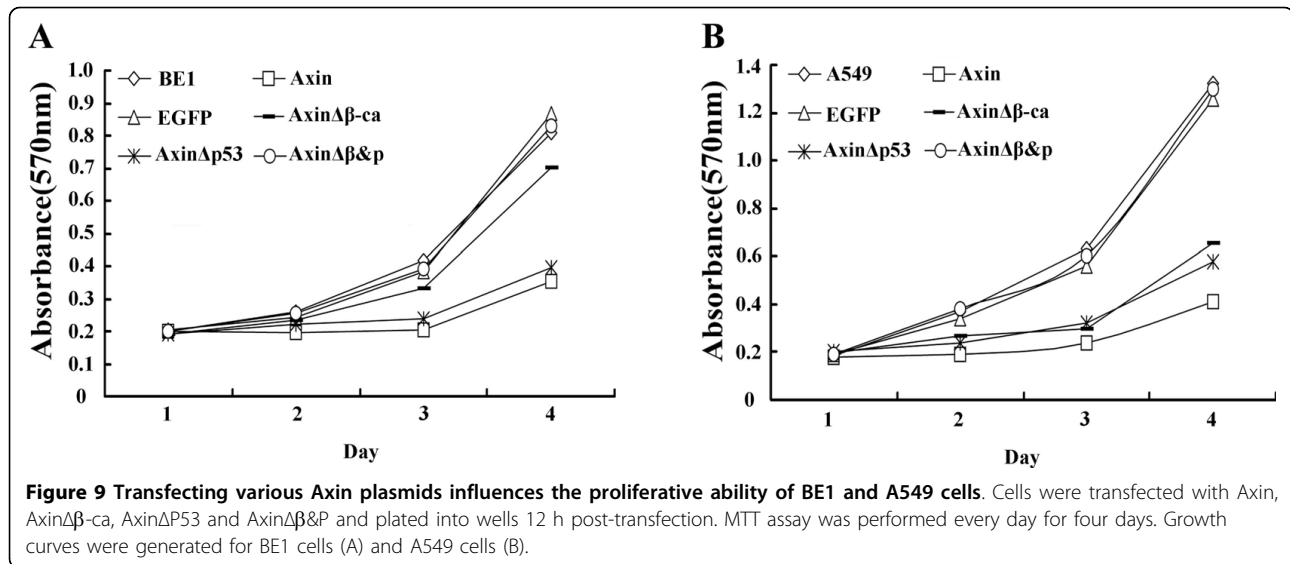 A
BE1 Axin
EGFP AxinΔβ-ca
AxinΔp53 AxinΔβ&p
Absorbance(570nm)
1.0
0.9
0.8
0.7
0.6
0.5
0.4
0.3
0.2
0.1
0
1 2 3 4
Day
B
A549 Axin
EGFP AxinΔβ-ca
AxinΔp53 AxinΔβ&p
Absorbance(570nm)
1.4
1.2
1.0
0.8
0.6
0.4
0.2
0
1 2 3 4
Day
Figure 9 Transfecting various Axin plasmids influences the proliferative ability of BE1 and A549 cells. Cells were transfected with Axin,
AxinΔβ-ca, AxinΔP53 and AxinΔβ&P and plated into wells 12 h post-transfection. MTT assay was performed every day for four days. Growth
curves were generated for BE1 cells (A) and A549 cells (B).